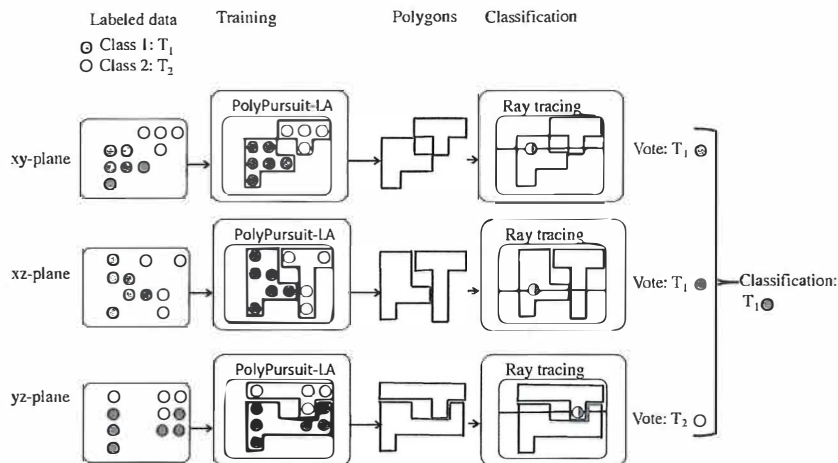 Labeled data Training Polygons Classification
Class 1: T1
Class 2: T2
PolyPursuit-LA Ray tracing
xy-plane Vote: T1
PolyPursuit-LA Ray tracing
xz-plane Vote: T1
Classification:
T1
PolyPursuit-LA Ray tracing
yz-plane Vote: T2